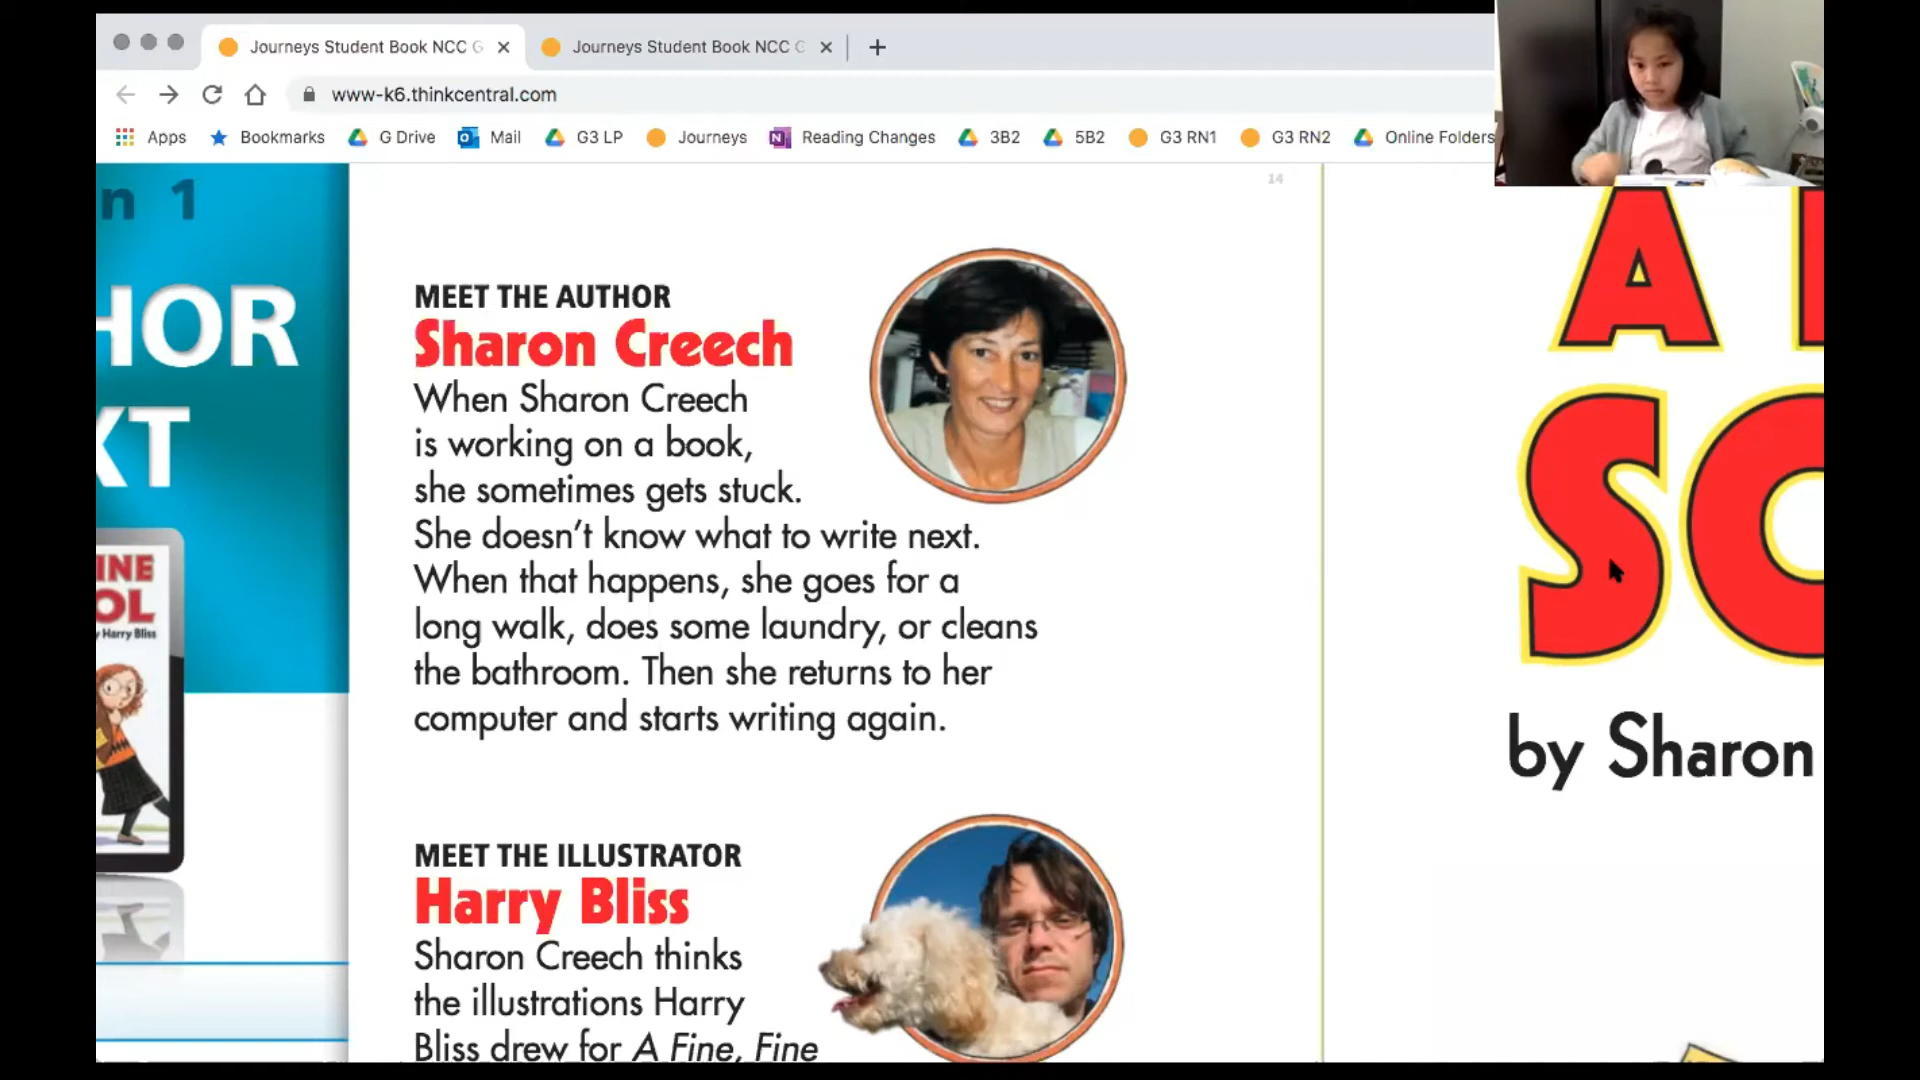 Journeys Student Book NCC G
Journeys Student Book NCC
www-k6.thinkcentral.com
Apps
Bookmarks
G Drive
Mail
G3 LP
Journeys
Reading Changes
3B2
5B2
G3 RN1
G3 RN2
Online Folders
n 1
HOR
XT
INE
OOL
Harry Bliss
14
MEET THE AUTHOR
Sharon Creech
When Sharon Creech
is working on a book,
she sometimes gets stuck.
She doesn't know what to write next.
When that happens, she goes for a
long walk, does some laundry, or cleans
the bathroom. Then she returns to her
computer and starts writing again.
MEET THE ILLUSTRATOR
Harry Bliss
Sharon Creech thinks
the illustrations Harry
Bliss drew for A Fine, Fine
A
SC
by Sharon